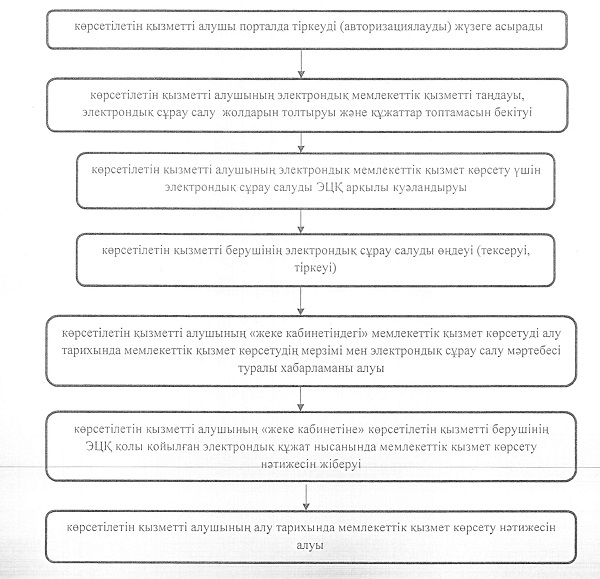 көрсетілетін қызметті алушы порталда тіркеуді (авторизациялауды) жүзеге асырады
көрсетілетін қызметті алушының электрондық мемлекеттік қызметті таңдауы,
электрондық сұрау салу жолдарын толтыруы және құжаттар топтамасын бекітуі
көрсетілетін қызметті алушының электрондык мемлекеттік қызмет көрсету үшін
электрондық сұрау салуды ЭЦҚ арқылы куәландыруы
көрсетілетін қызметті берушінің электрондық сұрау салуды өңдеуі (тексеруі,
тіркеуі)
көрсетілетін қызметті алушының «жеке кабинетіндегі» мемлекеттік қызмет көрсетуді алу
тарихында мемлекеттік қызмет көрсетудің мерзімі мен электрондық сұрау салу мәртебесі
туралы хабарламаны алуы
көрсетілетін қызметті алушының «жеке кабинетіне» көрсетілетін қызметті берушінің
ЭЦҚ қолы қойылған электрондық құжат нысанында мемлекеттік қызмет көрсету
нәтижесін жіберуі
көрсетілетін қызметті алушының алу тарихында мемлекеттік қызмет көрсету нәтижесін
алуы